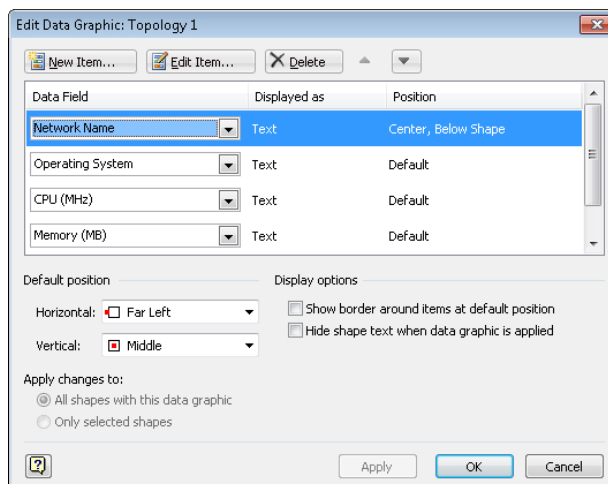 Edit Data Graphic: Topology 1
New Item... Edit Item... Delete
Data Field Displayed as Position
Network Name Text Center, Below Shape
Operating System Text Default
CPU (MHz) Text Default
Memory (MB) Text Default
Default position Display options
Horizontal: Far Left Show border around items at default position
Hide shape text when data graphic is applied
Vertical: Middle
Apply changes to:
All shapes with this data graphic
Only selected shapes
Apply OK Cancel